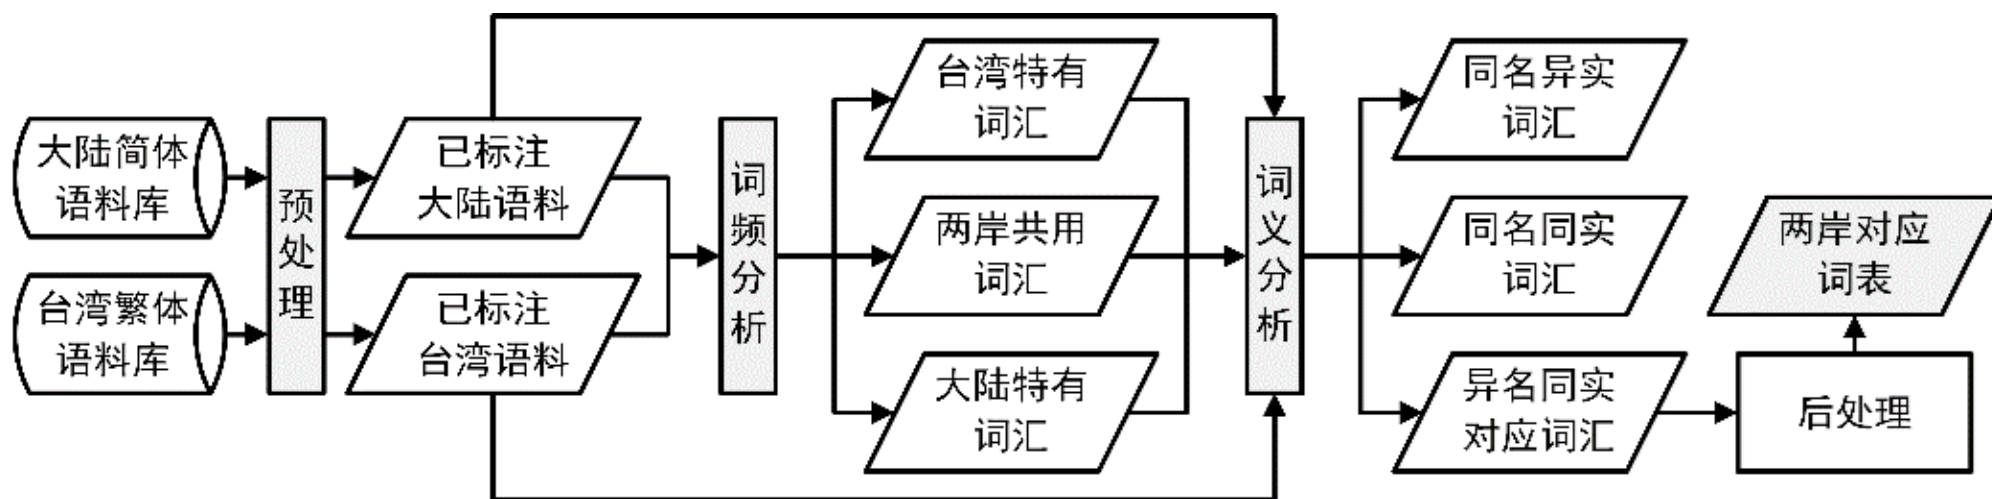 大陆简体
语料库
台湾繁体
语料库
预处理
已标注
大陆语料
已标注
台湾语料
词频分析
台湾特有
词汇
两岸共用
词汇
大陆特有
词汇
词义分析
同名异实
词汇
同名同实
词汇
异名同实
对应词汇
后处理
两岸对应
词表